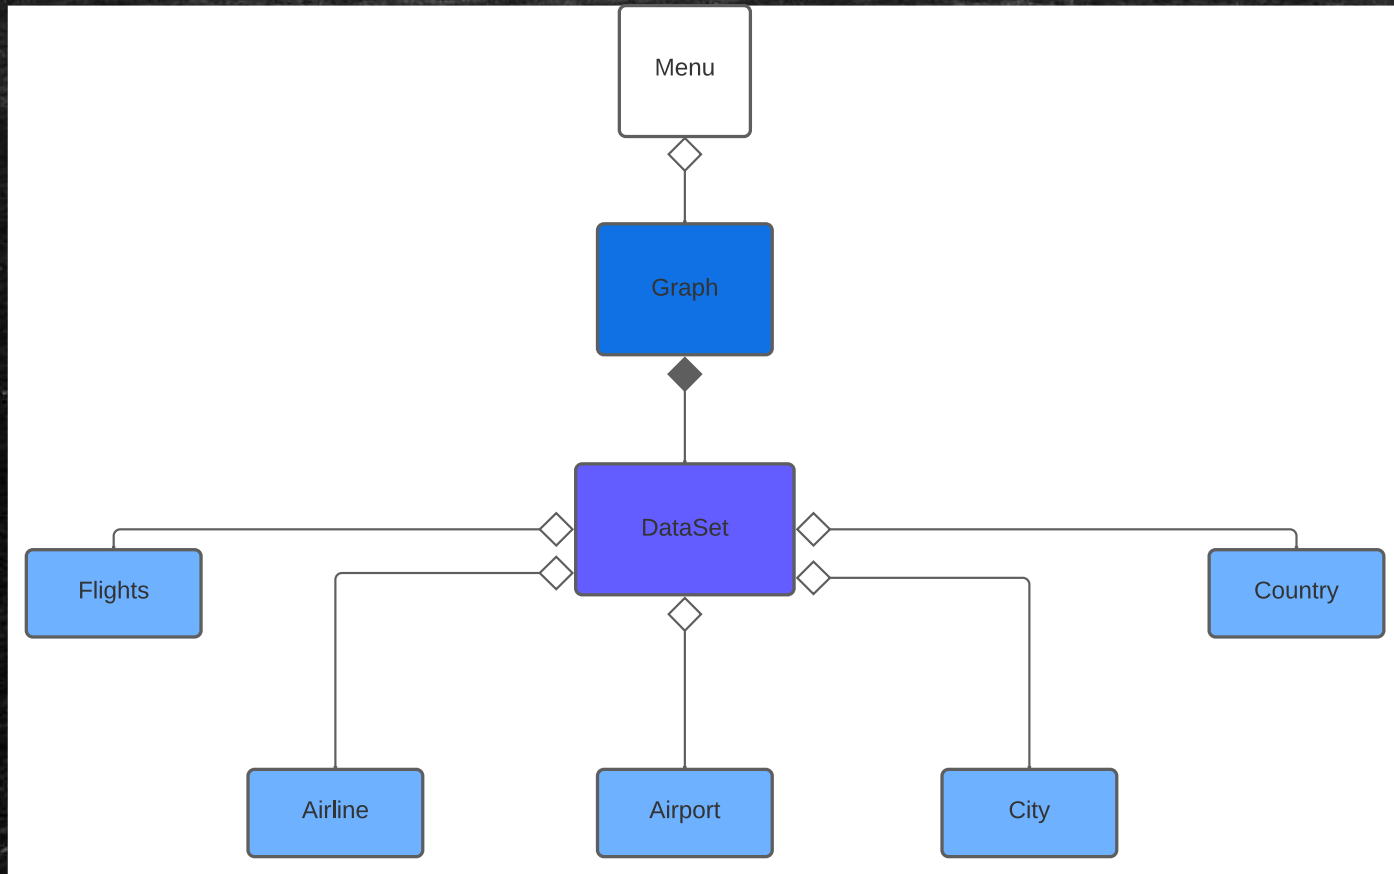 Menu
Graph
DataSet
Flights
Country
Airline
Airport
City